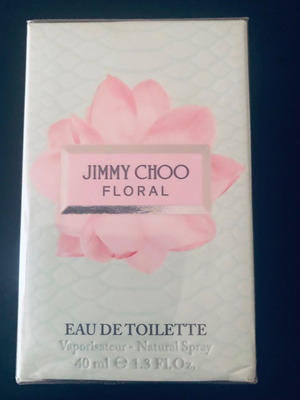 JIMMY CHOO
FLORAL
EAU DE TOILETTE
Vaporisateur - Natural Spray
40 ml ℮ 1.3 Fl.Oz.